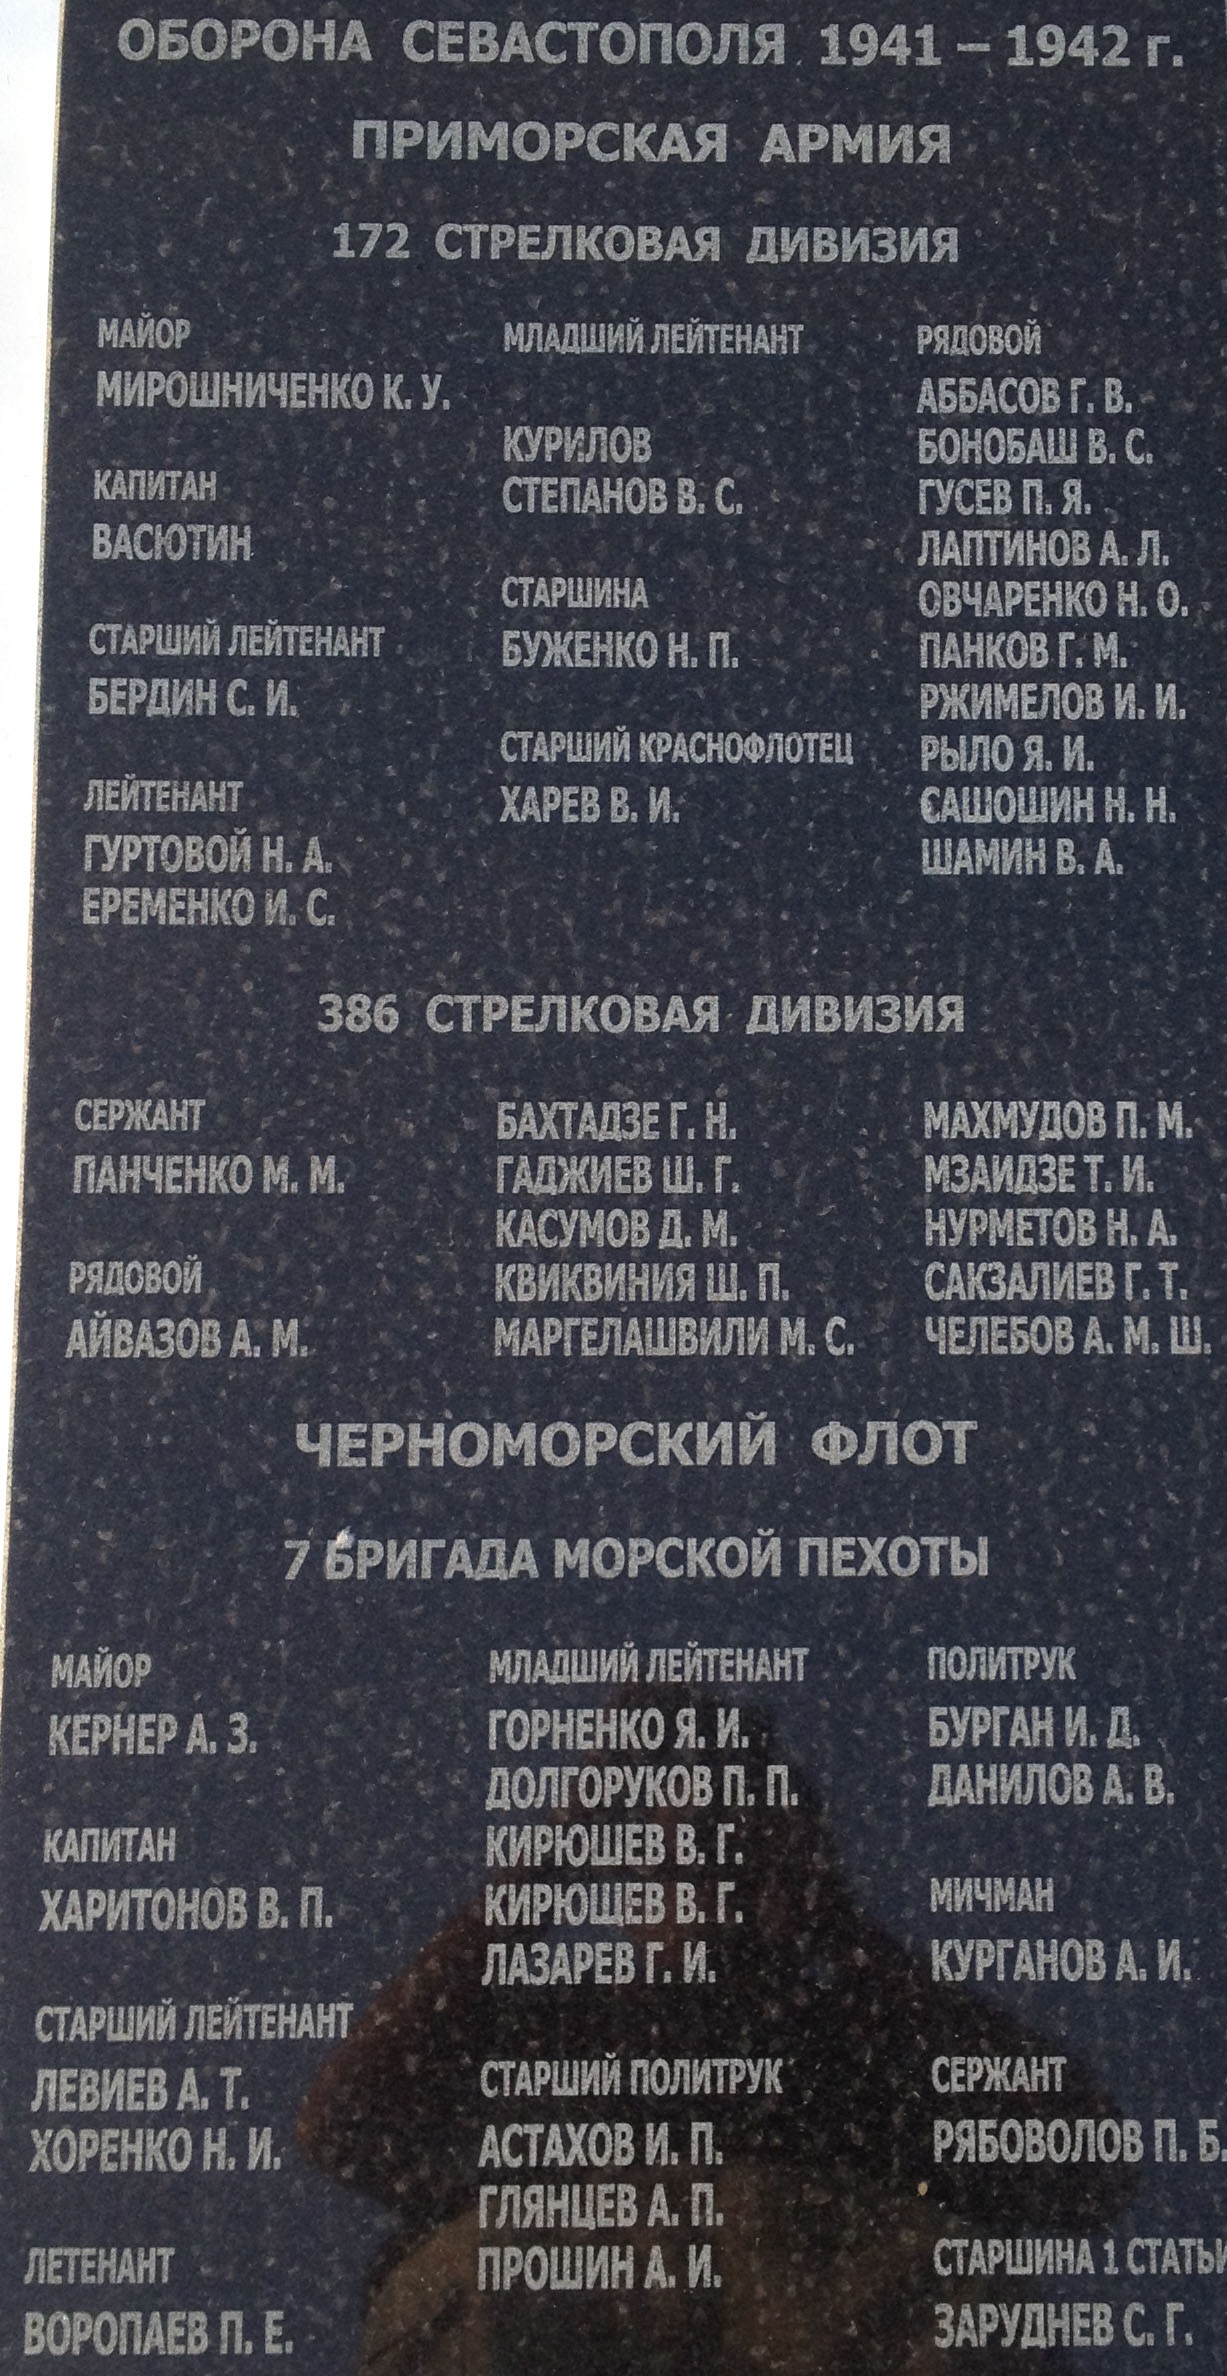 ОБОРОНА СЕВАСТОПОЛЯ 1941 – 1942 г.
ПРИМОРСКАЯ АРМИЯ
172 СТРЕЛКОВАЯ ДИВИЗИЯ
МАЙОР
МИРОШНИЧЕНКО К. У.
КАПИТАН
ВАСЮТИН
СТАРШИЙ ЛЕЙТЕНАНТ
БЕРДИН С. И.
ЛЕЙТЕНАНТ
ГУРТОВОЙ Н. А.
ЕРЕМЕНКО И. С.
МЛАДШИЙ ЛЕЙТЕНАНТ
КУРИЛОВ
СТЕПАНОВ В. С.
СТАРШИНА
БУЖЕНКО Н. П.
СТАРШИЙ КРАСНОФЛОТЕЦ
ХАРЕВ В. И.
РЯДОВОЙ
АББАСОВ Г. В.
БОНОБАШ В. С.
ГУСЕВ П. Я.
ЛАПТИНОВ А. Л.
ОВЧАРЕНКО Н. О.
ПАНКОВ Г. М.
РЖИМЕЛОВ И. И.
РЫЛО Я. И.
САШОШИН Н. Н.
ШАМИН В. А.
386 СТРЕЛКОВАЯ ДИВИЗИЯ
СЕРЖАНТ
ПАНЧЕНКО М. М.
РЯДОВОЙ
АЙВАЗОВ А. М.
БАХТАДЗЕ Г. Н.
ГАДЖИЕВ Ш. Г.
КАСУМОВ Д. М.
КВИКВИНИЯ Ш. П.
МАРГЕЛАШВИЛИ М. С.
МАХМУДОВ П. М.
МЗАИДЗЕ Т. И.
НУРМЕТОВ Н. А.
САКЗАЛИЕВ Г. Т.
ЧЕЛЕБОВ А. М. Ш.
ЧЕРНОМОРСКИЙ ФЛОТ
7 БРИГАДА МОРСКОЙ ПЕХОТЫ
МАЙОР
КЕРНЕР А. З.
КАПИТАН
ХАРИТОНОВ В. П.
СТАРШИЙ ЛЕЙТЕНАНТ
ЛЕВИЕВ А. Т.
ХОРЕНКО Н. И.
ЛЕТЕНАНТ
ВОРОПАЕВ П. Е.
МЛАДШИЙ ЛЕЙТЕНАНТ
ГОРНЕНКО Я. И.
ДОЛГОРУКОВ П. П.
КИРЮШЕВ В. Г.
КИРЮЩЕВ В. Г.
ЛАЗАРЕВ Г. И.
СТАРШИЙ ПОЛИТРУК
АСТАХОВ И. П.
ГЛЯНЦЕВ А. П.
ПРОШИН А. И.
ПОЛИТРУК
БУРГАН И. Д.
ДАНИЛОВ А. В.
МИЧМАН
КУРГАНОВ А. И.
СЕРЖАНТ
РЯБОВОЛОВ П. Б.
СТАРШИНА 1 СТАТЬИ
ЗАРУДНЕВ С. Г.